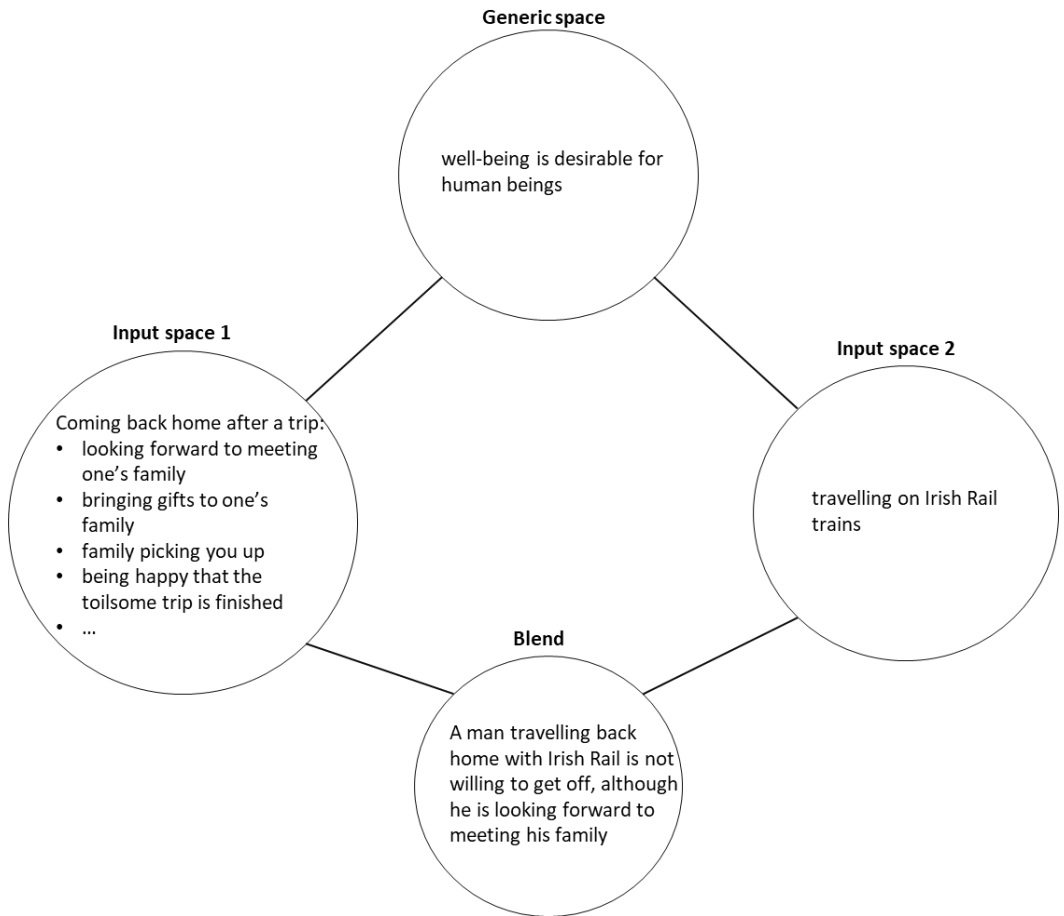 Generic space
well-being is desirable for
human beings
Input space 1
Coming back home after a trip:
• looking forward to meeting
one's family
• bringing gifts to one's
family
• family picking you up
• being happy that the
toilsome trip is finished
• ...
Input space 2
travelling on Irish Rail
trains
Blend
A man travelling back
home with Irish Rail is not
willing to get off, although
he is looking forward to
meeting his family